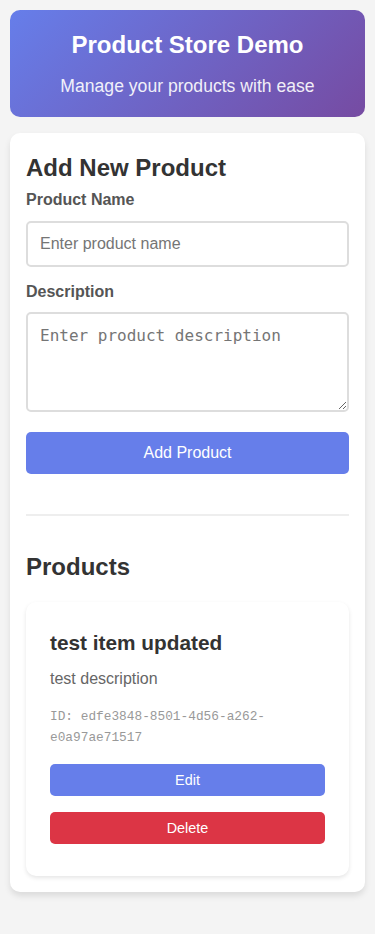 Product Store Demo
Manage your products with ease
Add New Product
Product Name
Enter product name
Description
Enter product description
Add Product
Products
test item updated
test description
ID: edfe3848-8501-4d56-a262-
e0a97ae71517
Edit
Delete